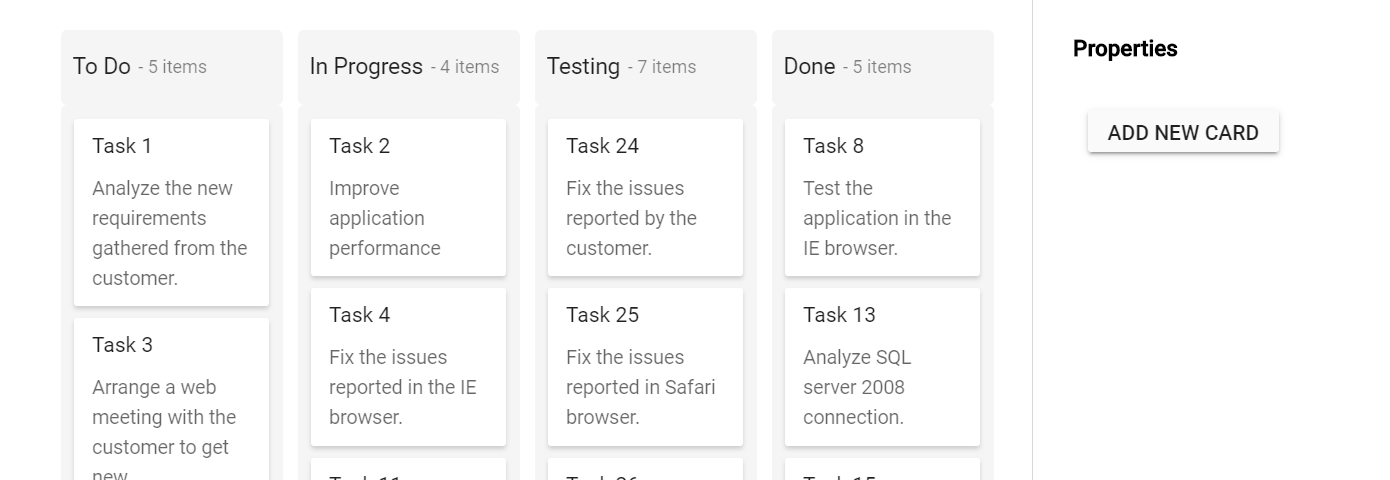 To Do - 5 items
Task 1
Analyze the new
requirements
gathered from the
customer.
Task 3
Arrange a web
meeting with the
customer to get
new
In Progress - 4 items
Task 2
Improve
application
performance
Task 4
Fix the issues
reported in the IE
browser.
Task 11
Testing - 7 items
Task 24
Fix the issues
reported by the
customer.
Task 25
Fix the issues
reported in Safari
browser.
Task 26
Done - 5 items
Task 8
Test the
application in the
IE browser.
Task 13
Analyze SQL
server 2008
connection.
Task 15
Properties
ADD NEW CARD